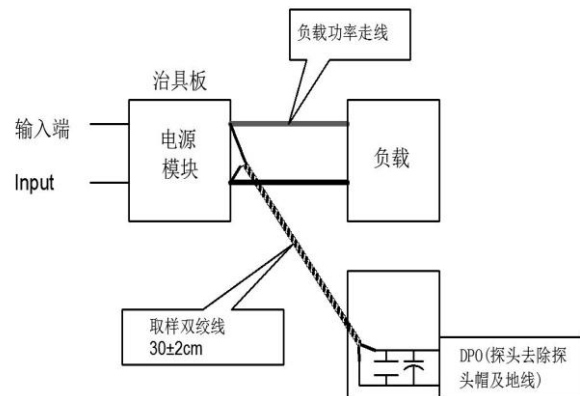 负载功率走线
治具板
输入端
电源
模块
负载
Input
取样双绞线
30±2cm
DPO(探头去除探
头帽及地线)